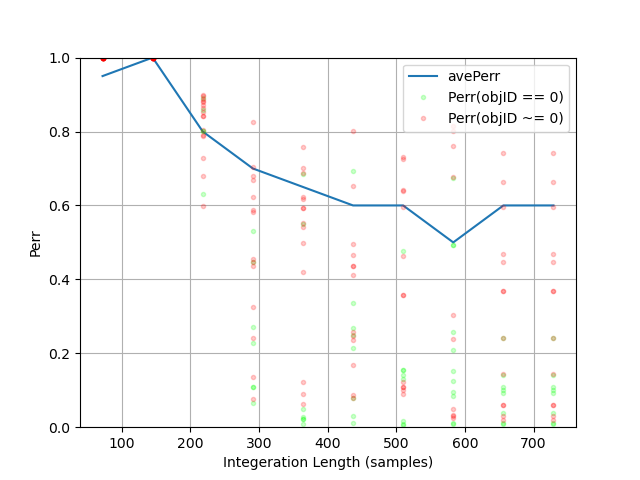 1.0
0.8
0.6
0.4
0.2
0.0
Perr
avePerr
Perr(objID == 0)
Perr(objID ~= 0)
100 200 300 400 500 600 700
Integeration Length (samples)